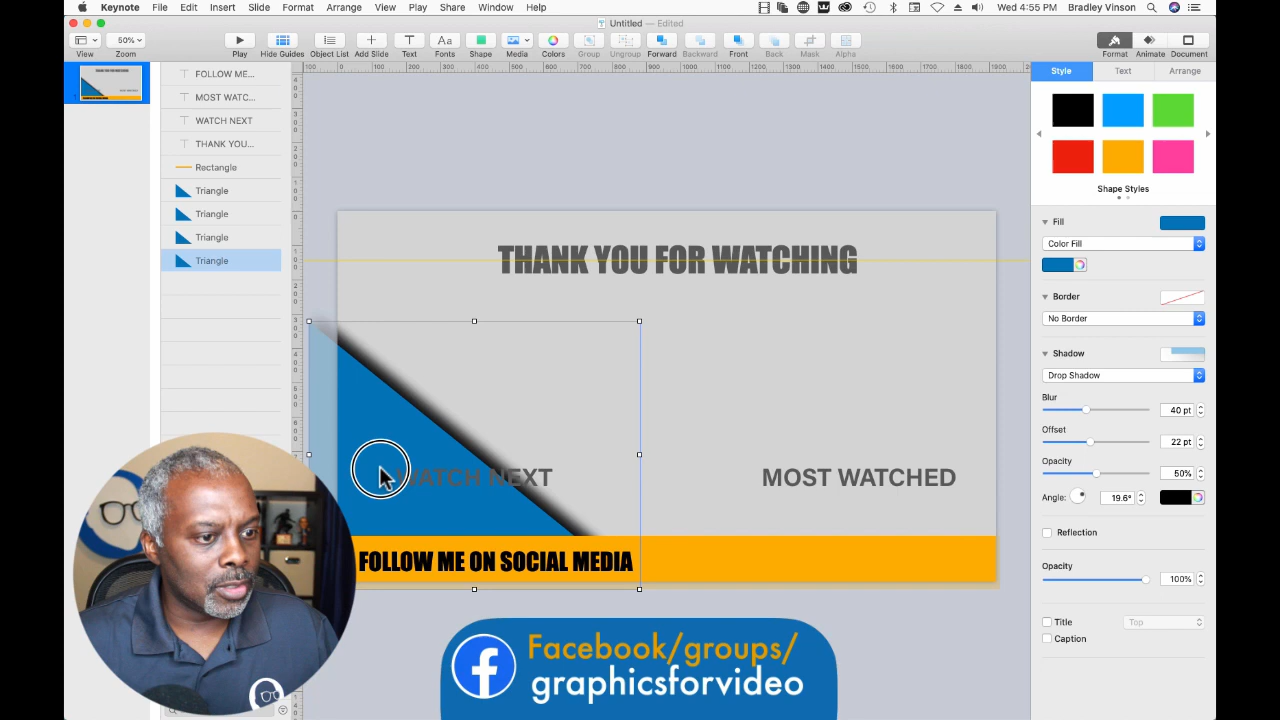 Keynote File Edit Insert Slide Format Arrange View Play Share Window Help Wed 4:55 PM Bradley Vinson
Untitled — Edited
50%
View Zoom Play Hide Guides Object List Add Slide Text Fonts Shape Media Colors Group Ungroup Forward Backward Front Back Mask Alpha Format Animate Document
FOLLOW ME...
MOST WATC...
WATCH NEXT
THANK YOU...
Rectangle
Triangle
Triangle
Triangle
Triangle
THANK YOU FOR WATCHING
WATCH NEXT
MOST WATCHED
FOLLOW ME ON SOCIAL MEDIA
Facebook/groups/
graphicsforvideo
Style Text Arrange
Shape Styles
Fill
Color Fill
Border
No Border
Shadow
Drop Shadow
Blur
40 pt
Offset
22 pt
Opacity
50%
Angle: 19.6°
Reflection
Opacity
100%
Title Top
Caption